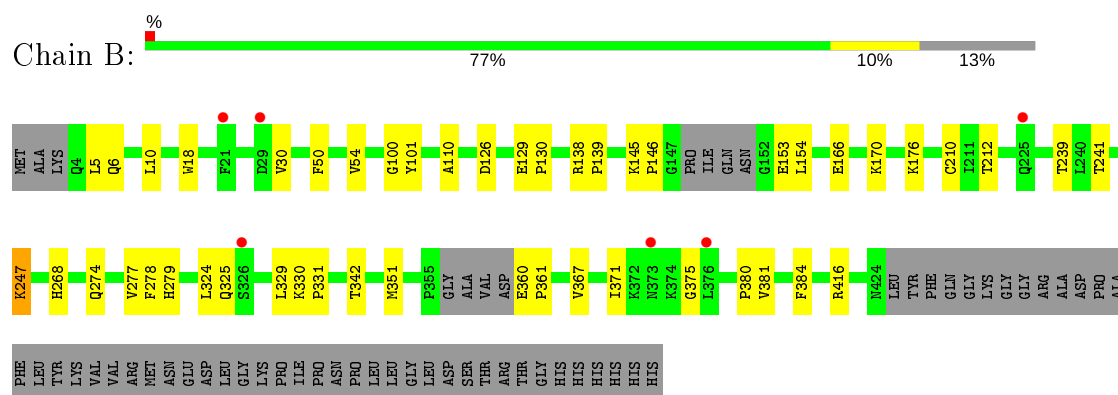 %
Chain B:
77% 10% 13%
MET ALA LYS Q4 L5 Q6 L10 W18 F21 D29 V30 F50 V54 G100 Y101 A110 D126 E129 P130 R138 P139 K145 P146 G147 PRO ILE GLN ASN G152 E153 L154 E166 K170 K176 C210 I211 T212 Q225 T239 L240 T241
K247 H268 Q274 V277 F278 H279 L324 Q325 S326 L329 K330 P331 T342 M351 P355 GLY ALA VAL ASP E360 P361 V367 I371 K372 N373 K374 G375 L376 P380 V381 F384 R416 N424 LEU TYR PHE GLN GLY LYS GLY GLY ARG ALA ASP PRO ALA
PHE LEU TYR LYS VAL VAL ARG MET ASN GLU ASP LEU GLY LYS PRO ILE PRO ASN PRO LEU LEU GLY LEU ASP SER THR ARG THR GLY HIS HIS HIS HIS HIS HIS